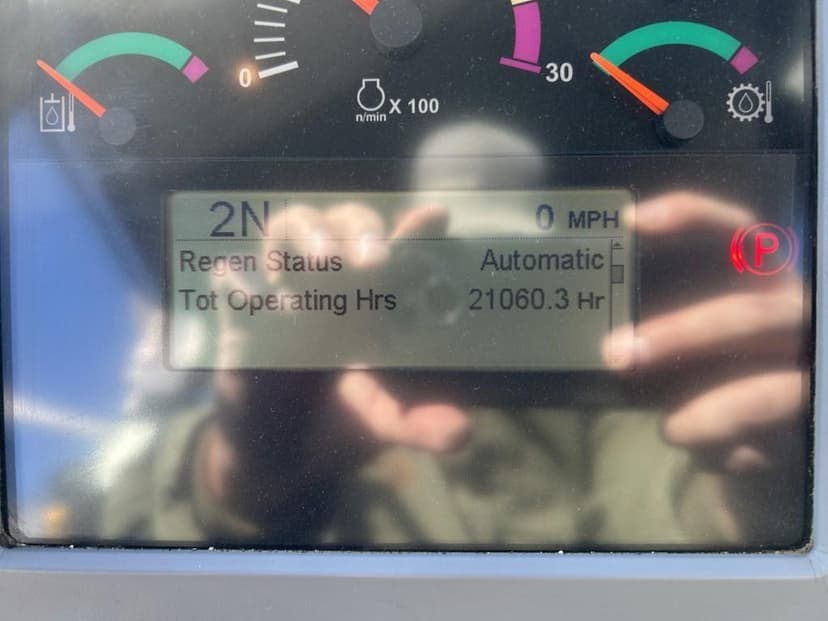 0
30
X 100
n/min
2N 0 MPH
P
Regen Status Automatic
Tot Operating Hrs 21060.3 Hr